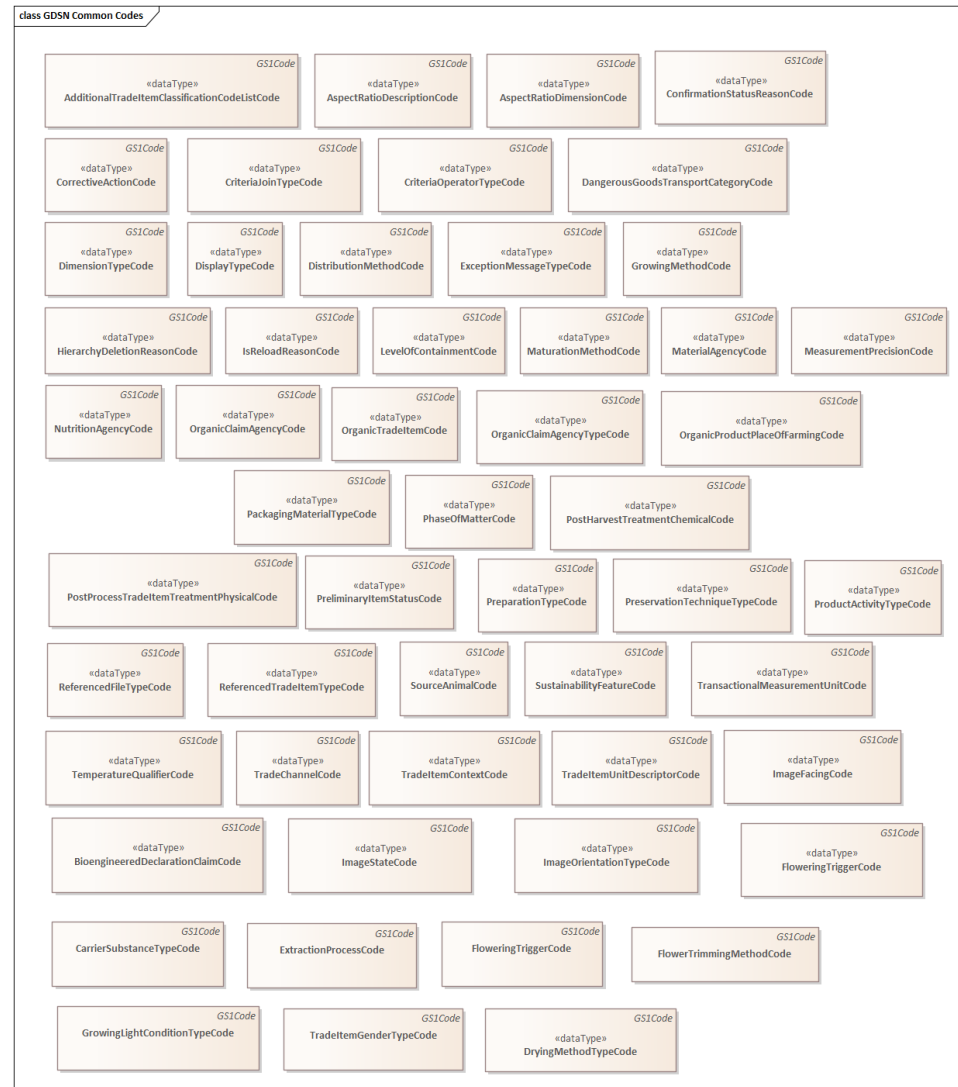 class GDSN Common Codes
GS1Code
«dataType»
AdditionalTradeItemClassificationCodeListCode
GS1Code
«dataType»
AspectRatioDescriptionCode
GS1Code
«dataType»
AspectRatioDimensionCode
GS1Code
«dataType»
ConfirmationStatusReasonCode
GS1Code
«dataType»
CorrectiveActionCode
GS1Code
«dataType»
CriteriaJoinTypeCode
GS1Code
«dataType»
CriteriaOperatorTypeCode
GS1Code
«dataType»
DangerousGoodsTransportCategoryCode
GS1Code
«dataType»
DimensionTypeCode
GS1Code
«dataType»
DisplayTypeCode
GS1Code
«dataType»
DistributionMethodCode
GS1Code
«dataType»
ExceptionMessageTypeCode
GS1Code
«dataType»
GrowingMethodCode
GS1Code
«dataType»
HierarchyDeletionReasonCode
GS1Code
«dataType»
IsReloadReasonCode
GS1Code
«dataType»
LevelOfContainmentCode
GS1Code
«dataType»
MaturationMethodCode
GS1Code
«dataType»
MaterialAgencyCode
GS1Code
«dataType»
MeasurementPrecisionCode
GS1Code
«dataType»
NutritionAgencyCode
GS1Code
«dataType»
OrganicClaimAgencyCode
GS1Code
«dataType»
OrganicTradeItemCode
GS1Code
«dataType»
OrganicClaimAgencyTypeCode
GS1Code
«dataType»
OrganicProductPlaceOfFarmingCode
GS1Code
«dataType»
PackagingMaterialTypeCode
GS1Code
«dataType»
PhaseOfMatterCode
GS1Code
«dataType»
PostHarvestTreatmentChemicalCode
GS1Code
«dataType»
PostProcessTradeItemTreatmentPhysicalCode
GS1Code
«dataType»
PreliminaryItemStatusCode
GS1Code
«dataType»
PreparationTypeCode
GS1Code
«dataType»
PreservationTechniqueTypeCode
GS1Code
«dataType»
ProductActivityTypeCode
GS1Code
«dataType»
ReferencedFileTypeCode
GS1Code
«dataType»
ReferencedTradeItemTypeCode
GS1Code
«dataType»
SourceAnimalCode
GS1Code
«dataType»
SustainabilityFeatureCode
GS1Code
«dataType»
TransactionalMeasurementUnitCode
GS1Code
«dataType»
TemperatureQualifierCode
GS1Code
«dataType»
TradeChannelCode
GS1Code
«dataType»
TradeItemContextCode
GS1Code
«dataType»
TradeItemUnitDescriptorCode
GS1Code
«dataType»
ImageFacingCode
GS1Code
«dataType»
BioengineeredDeclarationClaimCode
GS1Code
«dataType»
ImageStateCode
GS1Code
«dataType»
ImageOrientationTypeCode
GS1Code
«dataType»
FloweringTriggerCode
GS1Code
CarrierSubstanceTypeCode
GS1Code
ExtractionProcessCode
GS1Code
FloweringTriggerCode
GS1Code
FlowerTrimmingMethodCode
GS1Code
GrowingLightConditionTypeCode
GS1Code
TradeItemGenderTypeCode
GS1Code
«dataType»
DryingMethodTypeCode